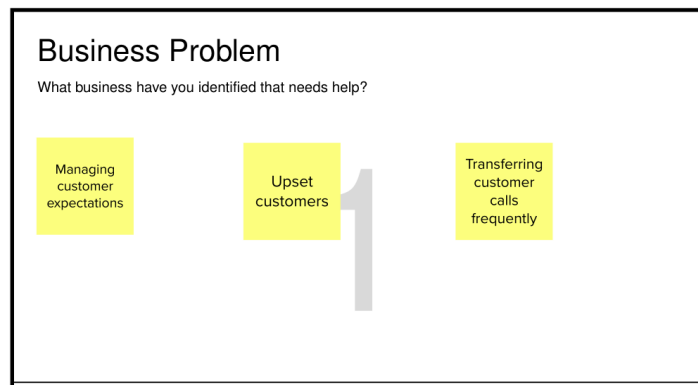 Business Problem
What business have you identified that needs help?
Managing
customer
expectations
Upset
customers
Transferring
customer
calls
frequently
1